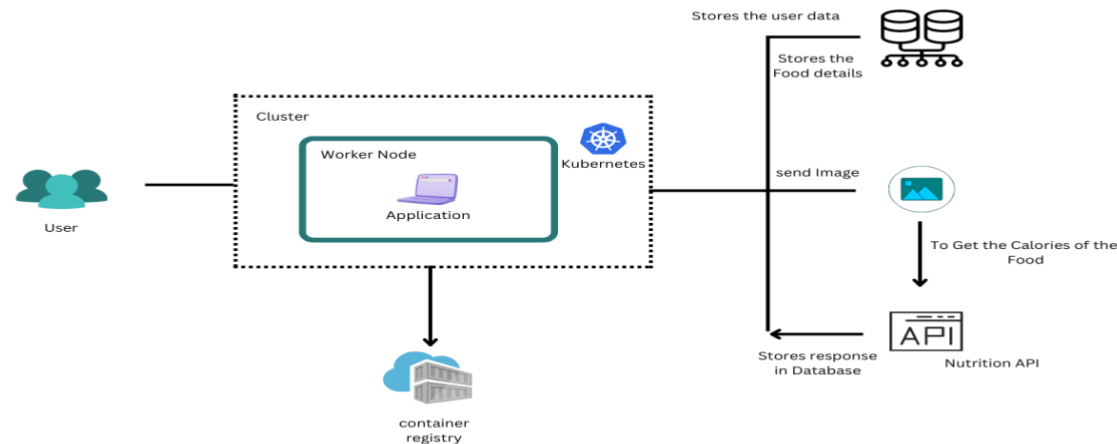 Stores the user data
Stores the
Food details
Cluster
Kubernetes
Worker Node
Application
User
send Image
To Get the Calories of the
Food
API
Nutrition API
Stores response
in Database
container
registry